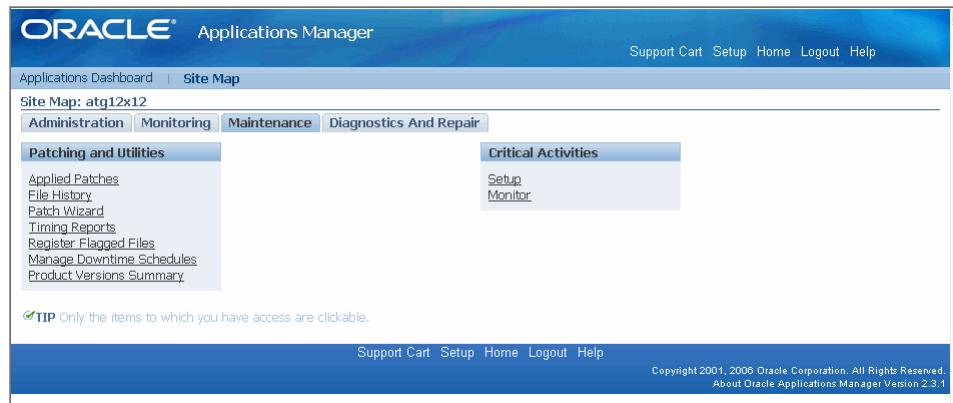 ORACLE® Applications Manager
Support Cart Setup Home Logout Help
Applications Dashboard | Site Map
Site Map: atg12x12
Administration Monitoring Maintenance Diagnostics And Repair
Patching and Utilities
Applied Patches
File History
Patch Wizard
Timing Reports
Register Flagged Files
Manage Downtime Schedules
Product Versions Summary
Critical Activities
Setup
Monitor
TIP Only the items to which you have access are clickable.
Support Cart Setup Home Logout Help
Copyright 2001, 2006 Oracle Corporation. All Rights Reserved.
About Oracle Applications Manager Version 2.3.1